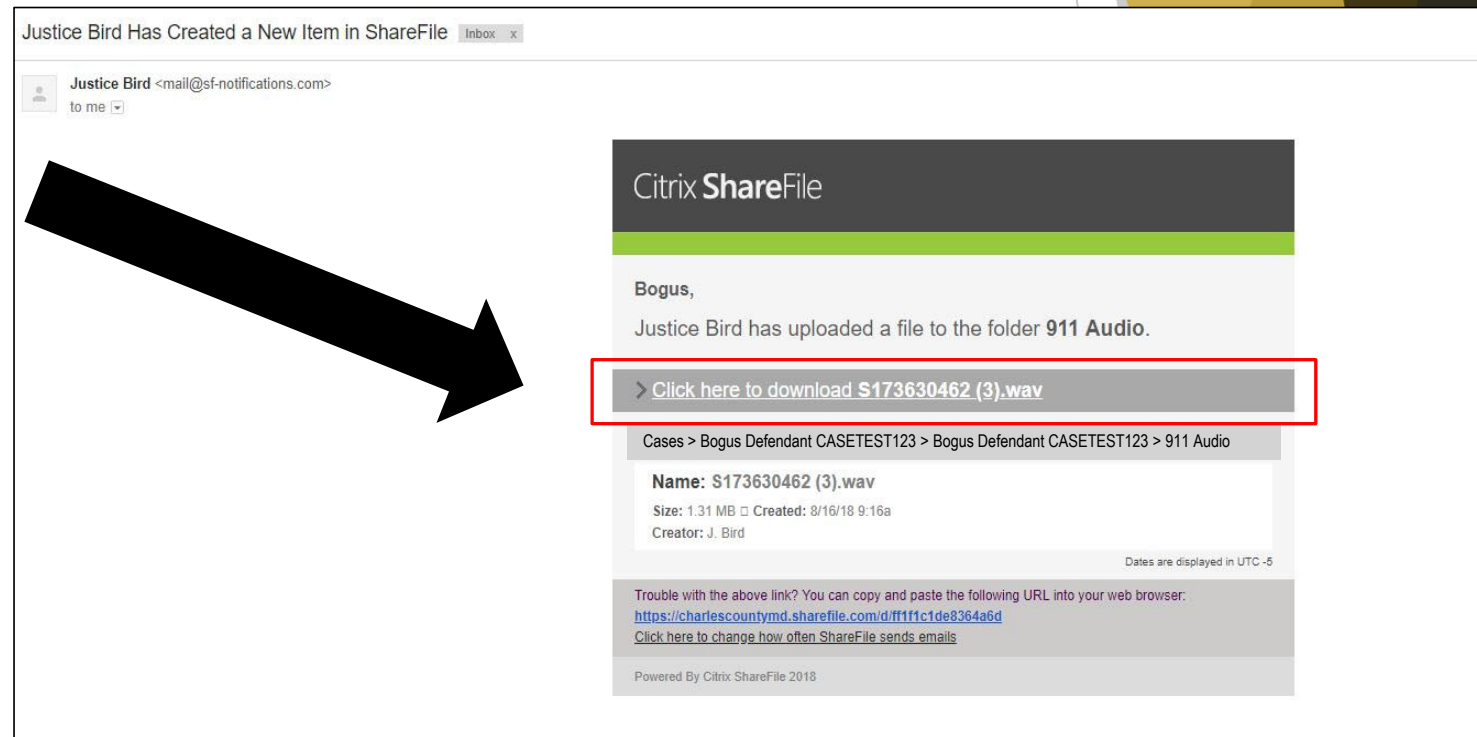 Justice Bird Has Created a New Item in ShareFile Inbox x
Justice Bird <mail@sf-notifications.com>
to me
Citrix ShareFile
Bogus,
Justice Bird has uploaded a file to the folder 911 Audio.
> Click here to download S173630462 (3).wav
Cases > Bogus Defendant CASETEST123 > Bogus Defendant CASETEST123 > 911 Audio
Name: S173630462 (3).wav
Size: 1.31 MB □ Created: 8/16/18 9:16a
Creator: J. Bird
Dates are displayed in UTC -5
Trouble with the above link? You can copy and paste the following URL into your web browser:
https://charlescountymd.sharefile.com/d/ff1f1c1de8364a6d
Click here to change how often ShareFile sends emails
Powered By Citrix ShareFile 2018